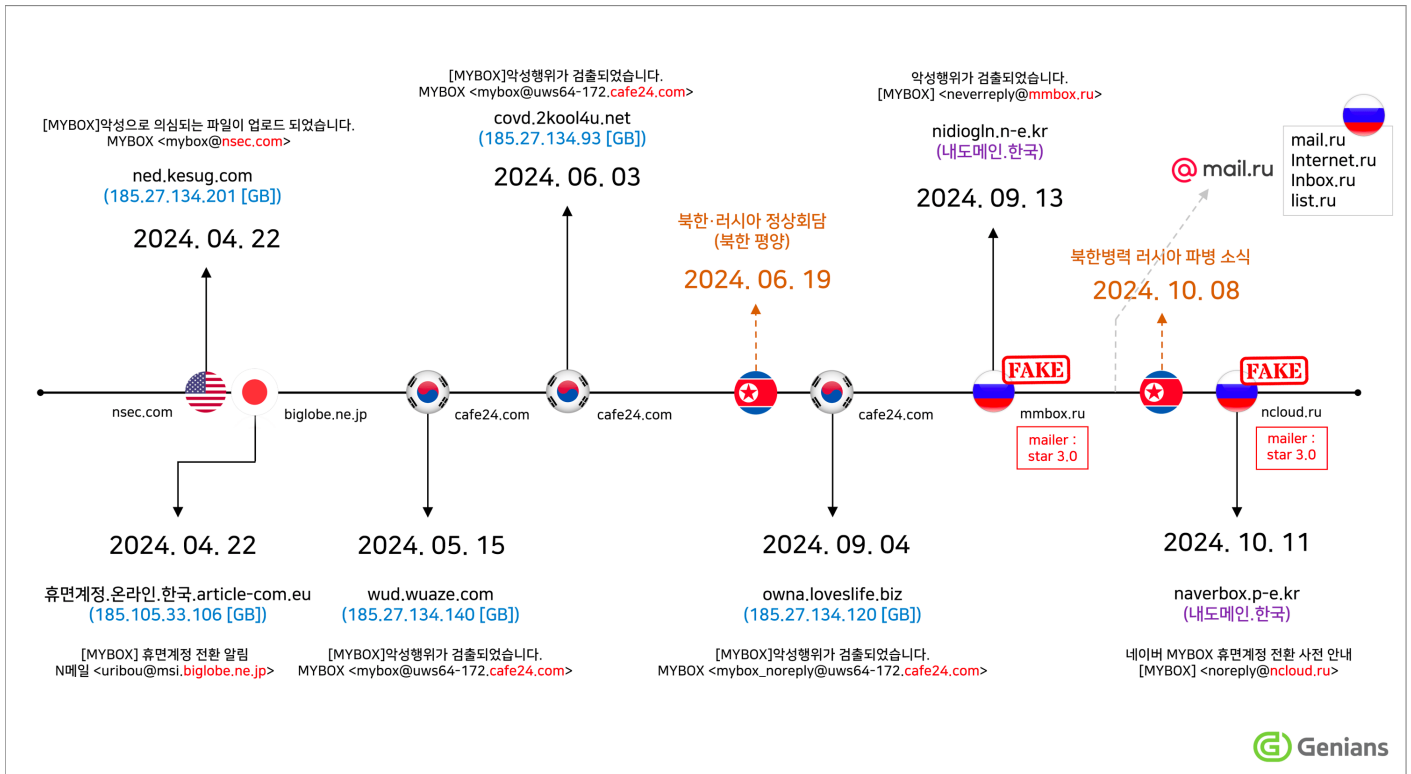 [MYBOX]악성으로 의심되는 파일이 업로드 되었습니다.
MYBOX <mybox@nsec.com>
ned.kesug.com
(185.27.134.201 [GB])
2024. 04. 22
[MYBOX]악성행위가 검출되었습니다.
MYBOX <mybox@uws64-172.cafe24.com>
covd.2kool4u.net
(185.27.134.93 [GB])
2024. 06. 03
북한·러시아 정상회담
(북한 평양)
2024. 06. 19
악성행위가 검출되었습니다.
[MYBOX] <neverreply@mmbox.ru>
nidiogln.n-e.kr
(내도메인.한국)
2024. 09. 13
@mail.ru
mail.ru
Internet.ru
Inbox.ru
list.ru
북한병력 러시아 파병 소식
2024. 10. 08
FAKE
FAKE
nsec.com
biglobe.ne.jp
cafe24.com
cafe24.com
cafe24.com
mmbox.ru
ncloud.ru
mailer :
star 3.0
mailer :
star 3.0
2024. 04. 22
휴면계정.온라인.한국.article-com.eu
(185.105.33.106 [GB])
[MYBOX] 휴면계정 전환 알림
N메일 <uribou@msi.biglobe.ne.jp>
2024. 05. 15
wud.wuaze.com
(185.27.134.140 [GB])
[MYBOX]악성행위가 검출되었습니다.
MYBOX <mybox@uws64-172.cafe24.com>
2024. 09. 04
owna.loveslife.biz
(185.27.134.120 [GB])
[MYBOX]악성행위가 검출되었습니다.
MYBOX <mybox_noreply@uws64-172.cafe24.com>
2024. 10. 11
naverbox.p-e.kr
(내도메인.한국)
네이버 MYBOX 휴면계정 전환 사전 안내
[MYBOX] <noreply@ncloud.ru>
Genians